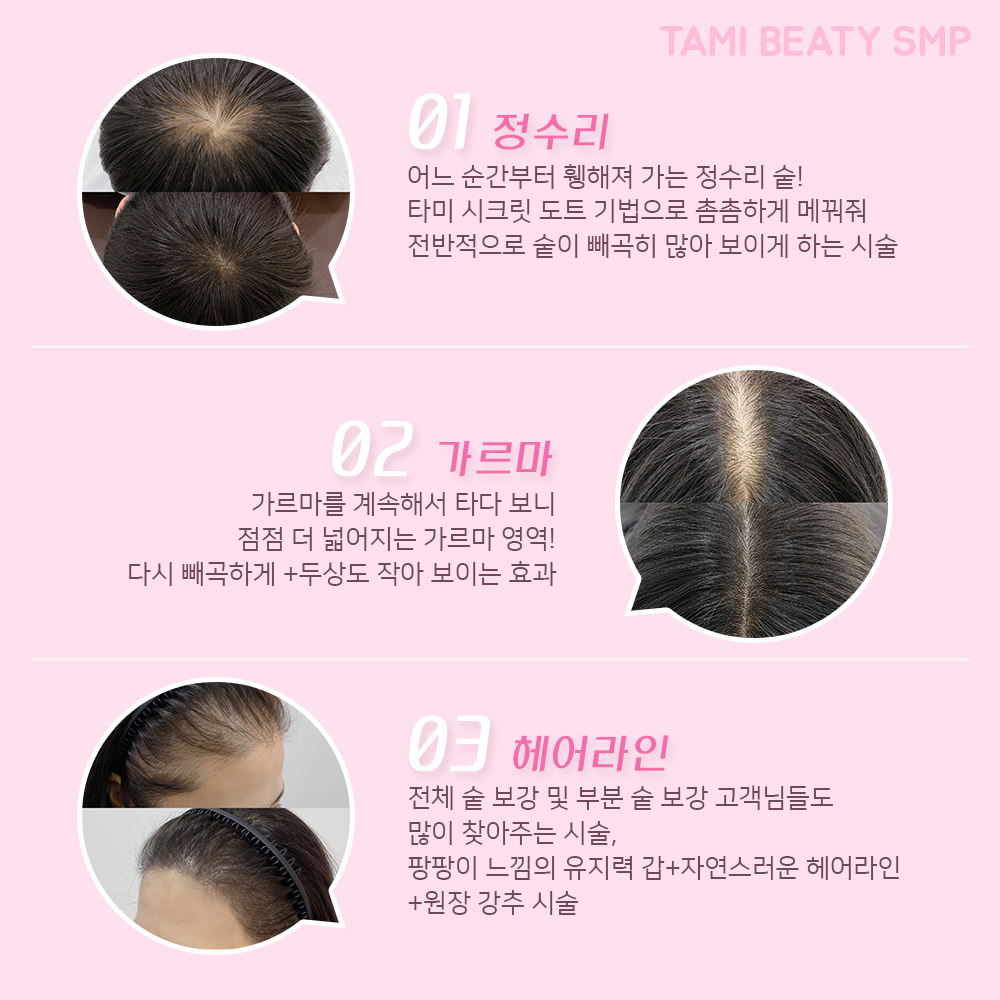 TAMI BEATY SMP
01 정수리
어느 순간부터 휑해져 가는 정수리 숱!
타미 시크릿 도트 기법으로 촘촘하게 메꿔줘
전반적으로 숱이 빼곡히 많아 보이게 하는 시술
02 가르마
가르마를 계속해서 타다 보니
점점 더 넓어지는 가르마 영역!
다시 빼곡하게 +두상도 작아 보이는 효과
03 헤어라인
전체 숱 보강 및 부분 숱 보강 고객님들도
많이 찾아주는 시술,
팡팡이 느낌의 유지력 갑+자연스러운 헤어라인
+원장 강추 시술